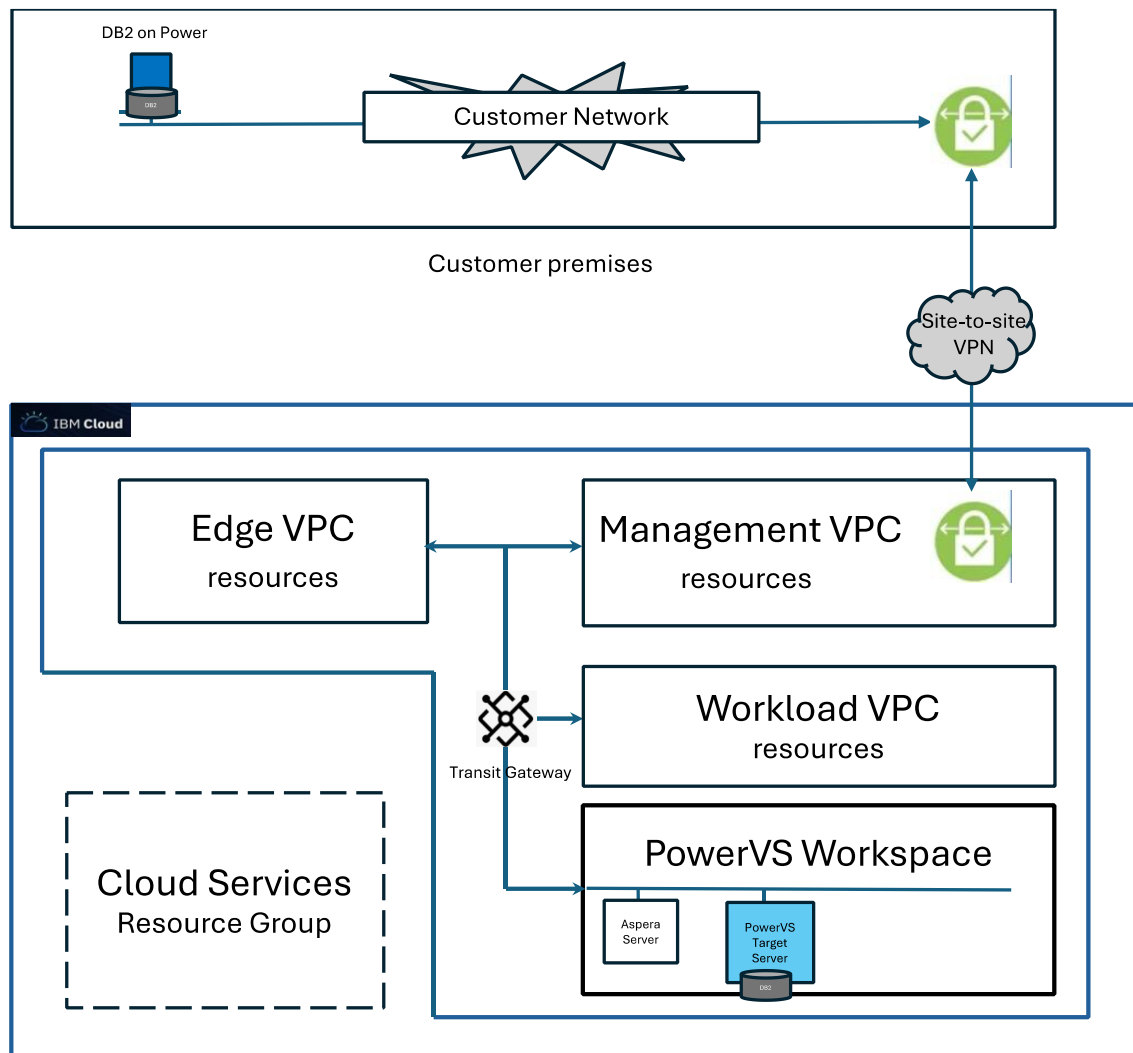 DB2 on Power
DB2
Customer Network
Customer premises
Site-to-site
VPN
IBM Cloud
Edge VPC
resources
Management VPC
resources
Workload VPC
resources
Transit Gateway
PowerVS Workspace
Aspera
Server
PowerVS
Target
Server
DB2
Cloud Services
Resource Group